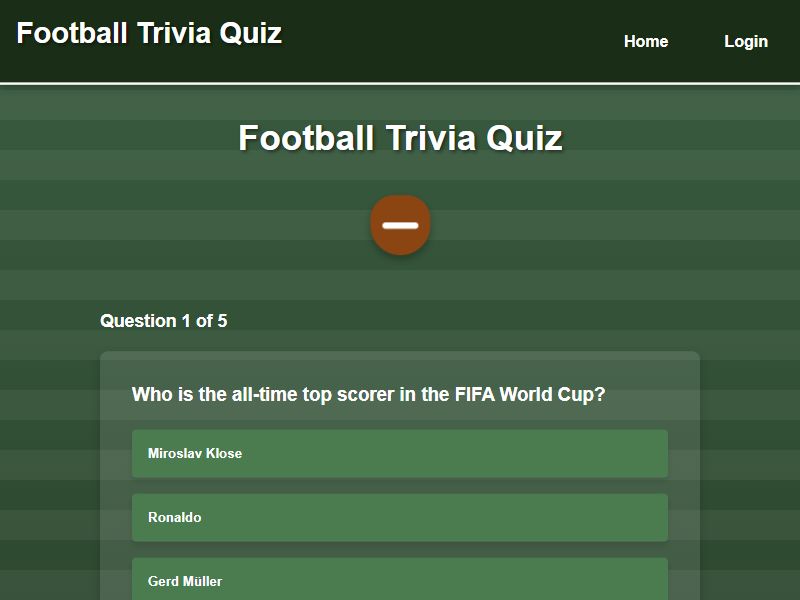 Football Trivia Quiz
Home
Login
Football Trivia Quiz
Question 1 of 5
Who is the all-time top scorer in the FIFA World Cup?
Miroslav Klose
Ronaldo
Gerd Müller